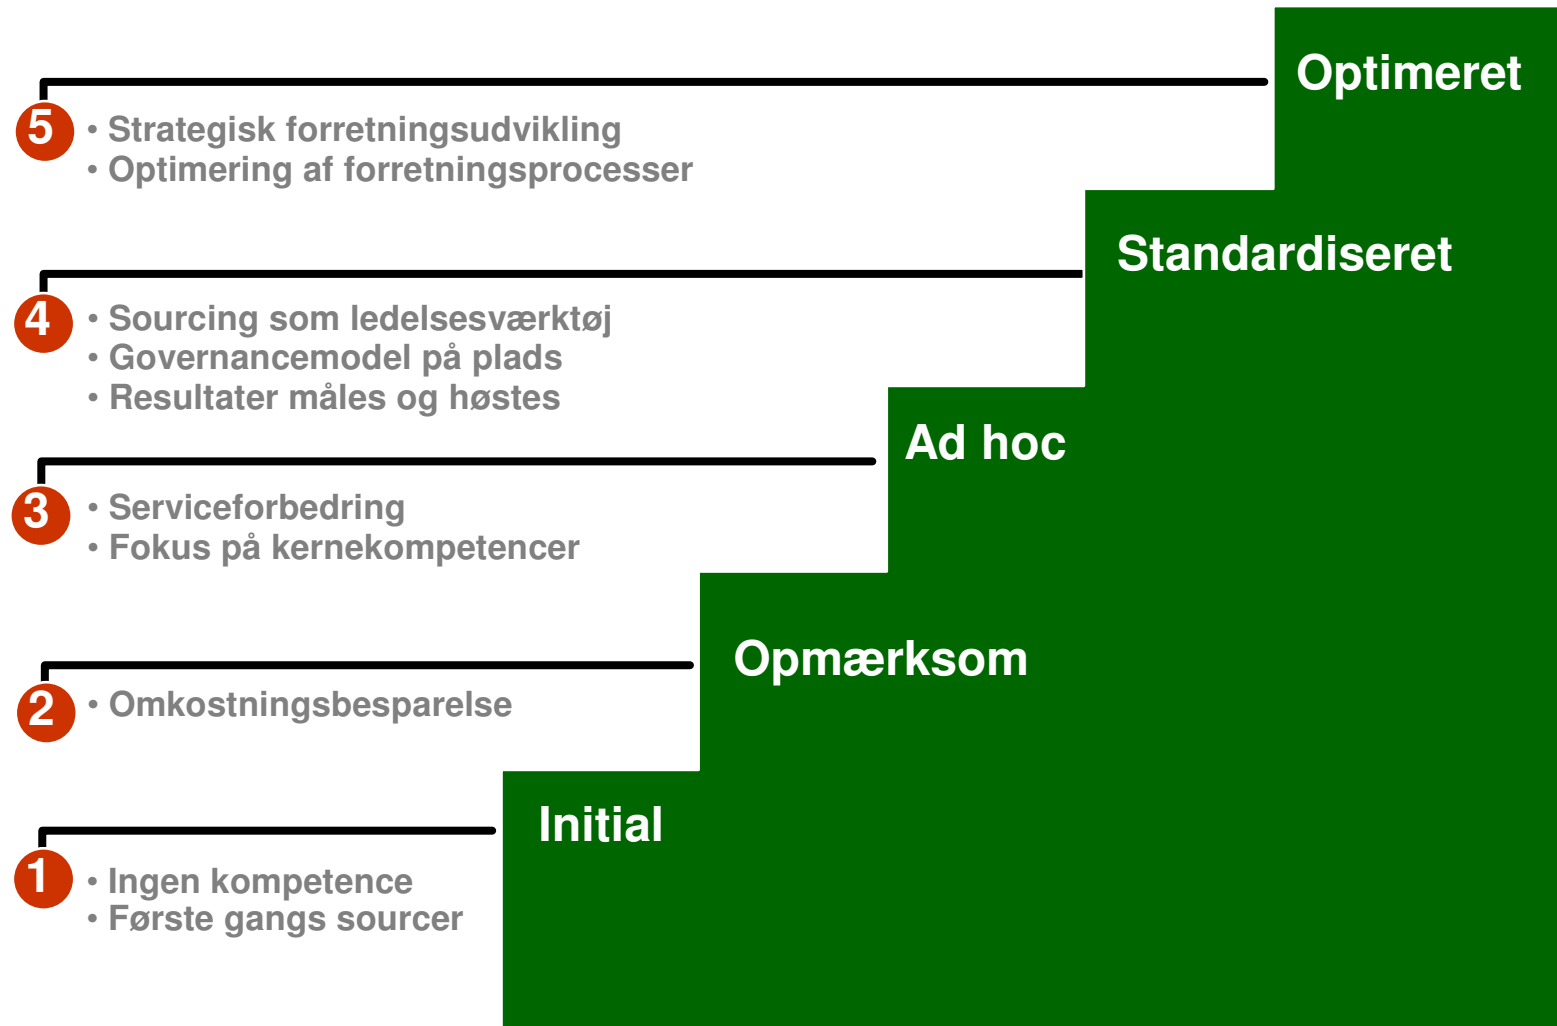 Optimeret
5
• Strategisk forretningsudvikling
• Optimering af forretningsprocesser
Standardiseret
4
• Sourcing som ledelsesværktøj
• Governancemodel på plads
• Resultater måles og høstes
Ad hoc
3
• Serviceforbedring
• Fokus på kernekompetencer
Opmærksom
2
• Omkostningsbesparelse
Initial
1
• Ingen kompetence
• Første gangs sourcer